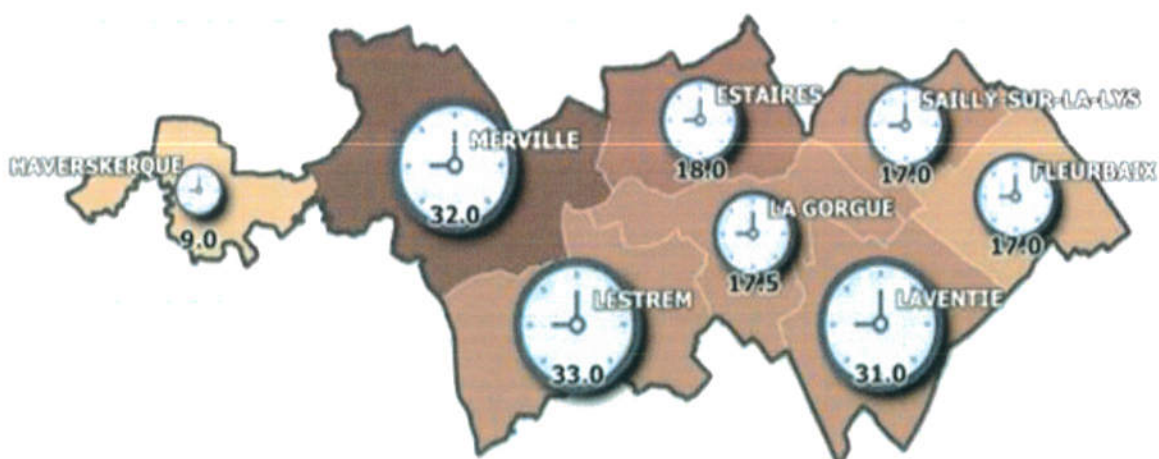 HAVERSKERQUE
9.0
MERVILLE
32.0
ESTAIRES
18.0
SAILLY-SUR-LA-LYS
17.0
FLEURBAIX
17.0
LA GORGUE
17.5
LESTREM
33.0
LAVENTIE
31.0